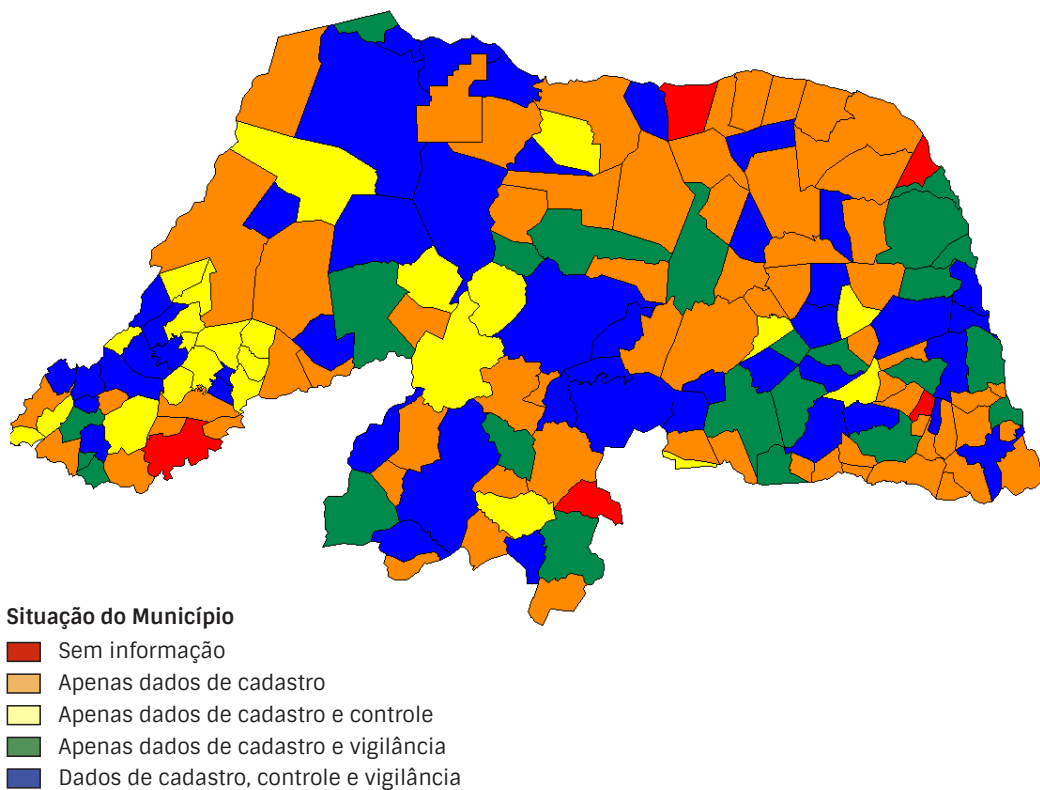 Situação do Município
Sem informação
Apenas dados de cadastro
Apenas dados de cadastro e controle
Apenas dados de cadastro e vigilância
Dados de cadastro, controle e vigilância